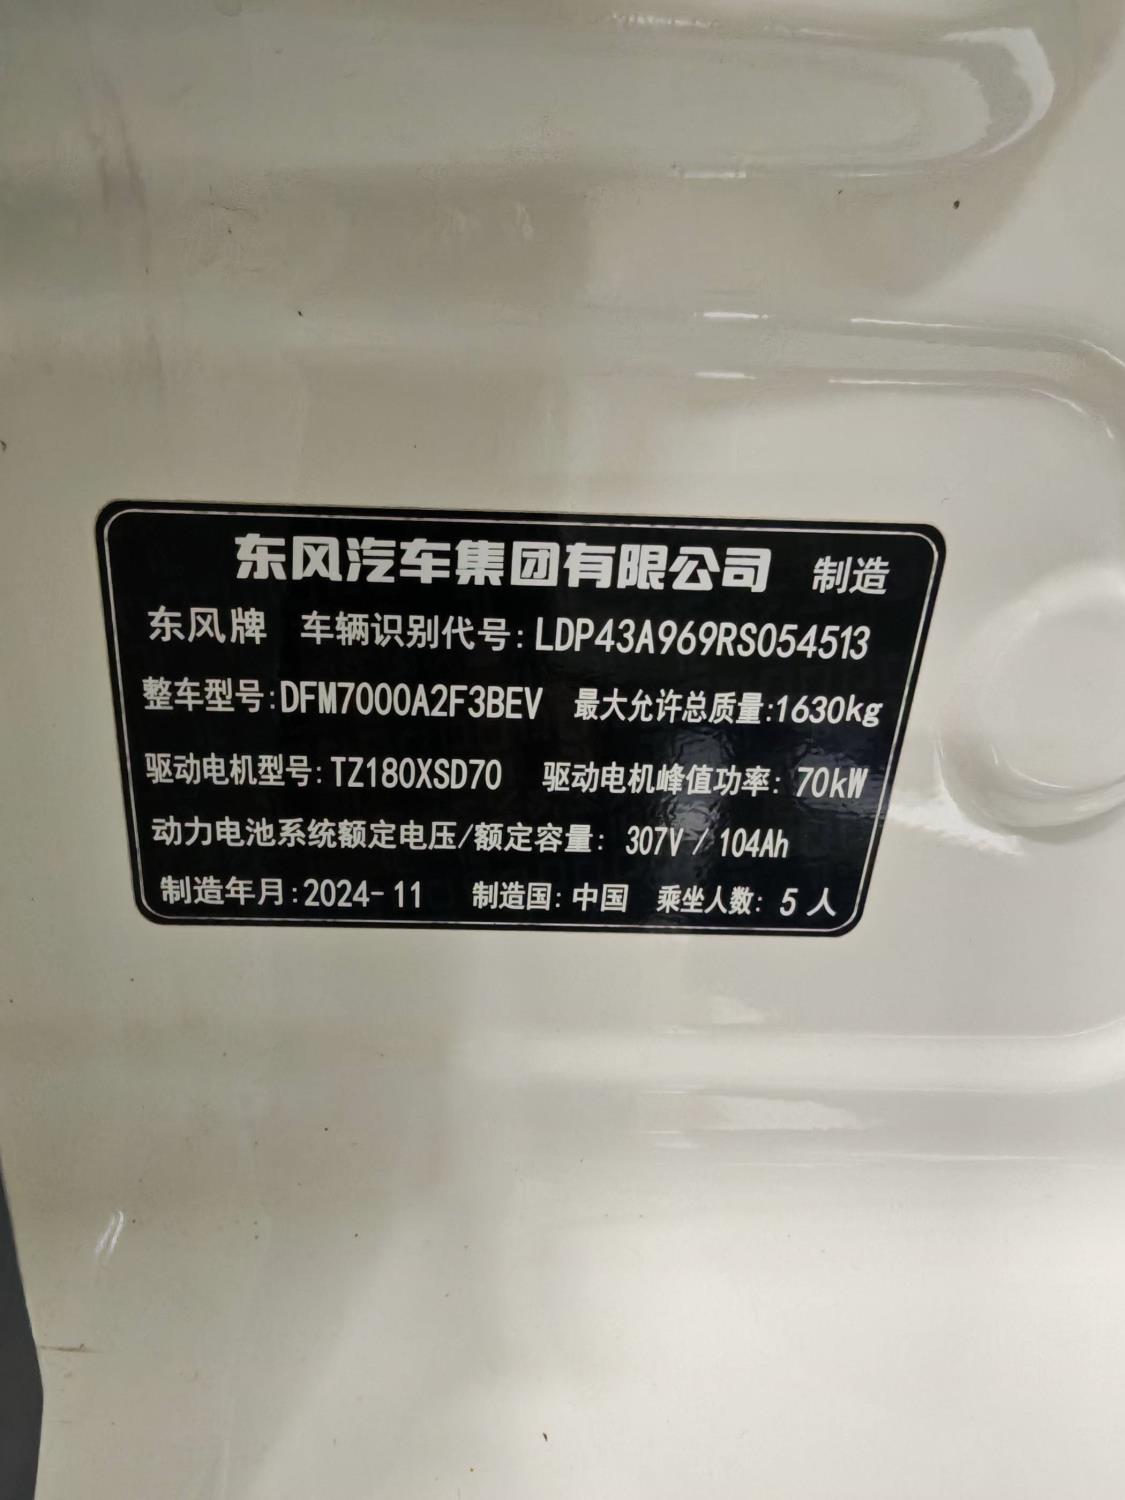 东风汽车集团有限公司 制造
东风牌 车辆识别代号:LDP43A969RS054513
整车型号:DFM7000A2F3BEV 最大允许总质量:1630kg
驱动电机型号:TZ180XSD70 驱动电机峰值功率:70kW
动力电池系统额定电压/额定容量: 307V / 104Ah
制造年月:2024-11 制造国:中国 乘坐人数: 5 人